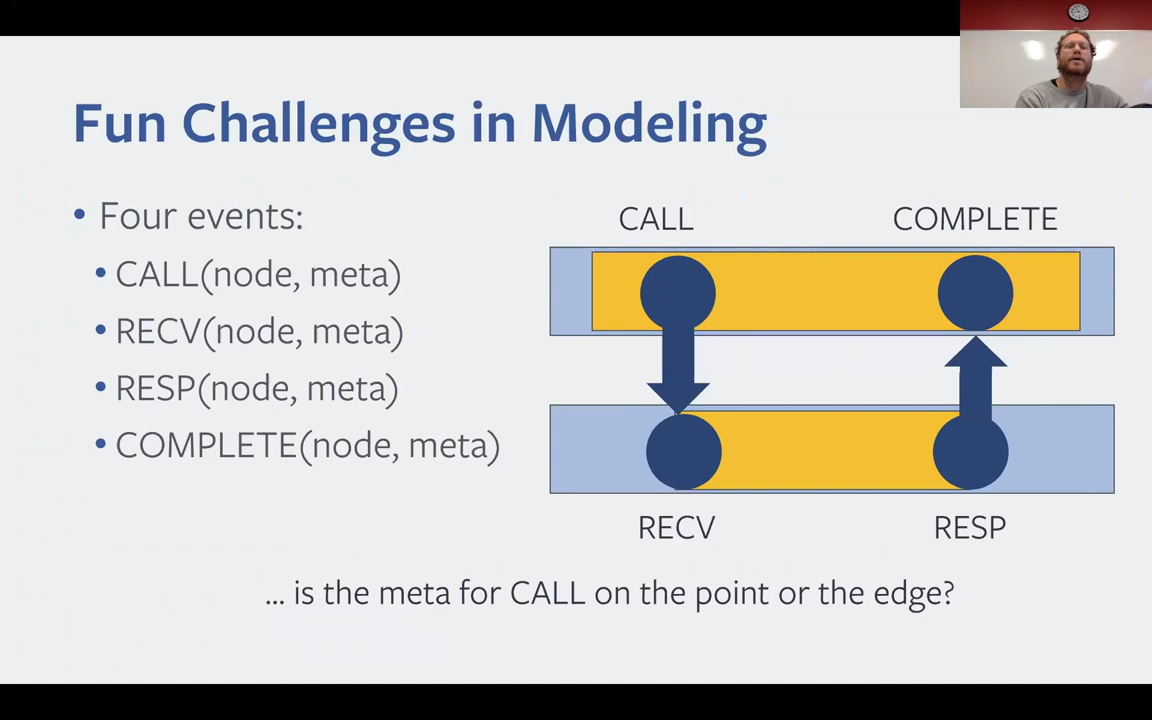 Fun Challenges in Modeling
• Four events:
• CALL(node, meta)
• RECV(node, meta)
• RESP(node, meta)
• COMPLETE(node, meta)
CALL
COMPLETE
RECV
RESP
... is the meta for CALL on the point or the edge?